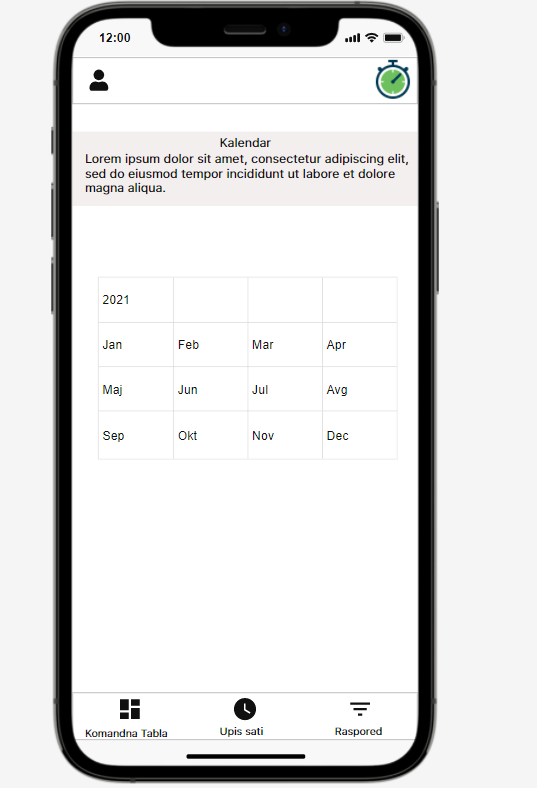 12:00
Kalendar
Lorem ipsum dolor sit amet, consectetur adipiscing elit,
sed do eiusmod tempor incididunt ut labore et dolore
magna aliqua.
2021
Jan Feb Mar Apr
Maj Jun Jul Avg
Sep Okt Nov Dec
Komandna Tabla Upis sati Raspored